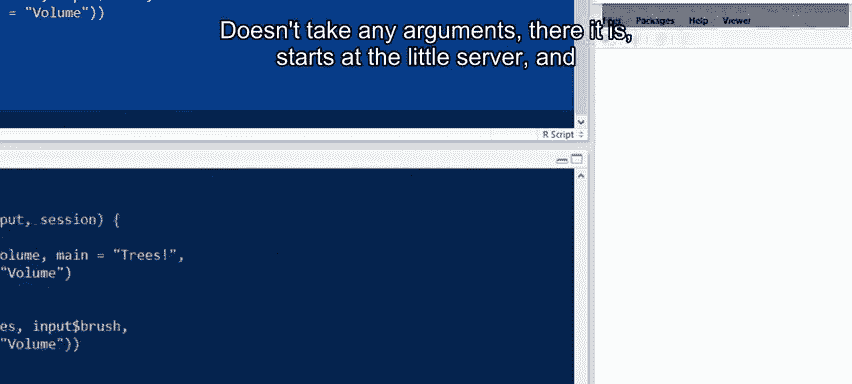 = "Volume"))
Doesn't take any arguments, there it is,
starts at the little server, and
Packages Help Viewer
R Script
put, session) {
olume, main = "Trees!",
"Volume")
es, input$brush,
"Volume"))